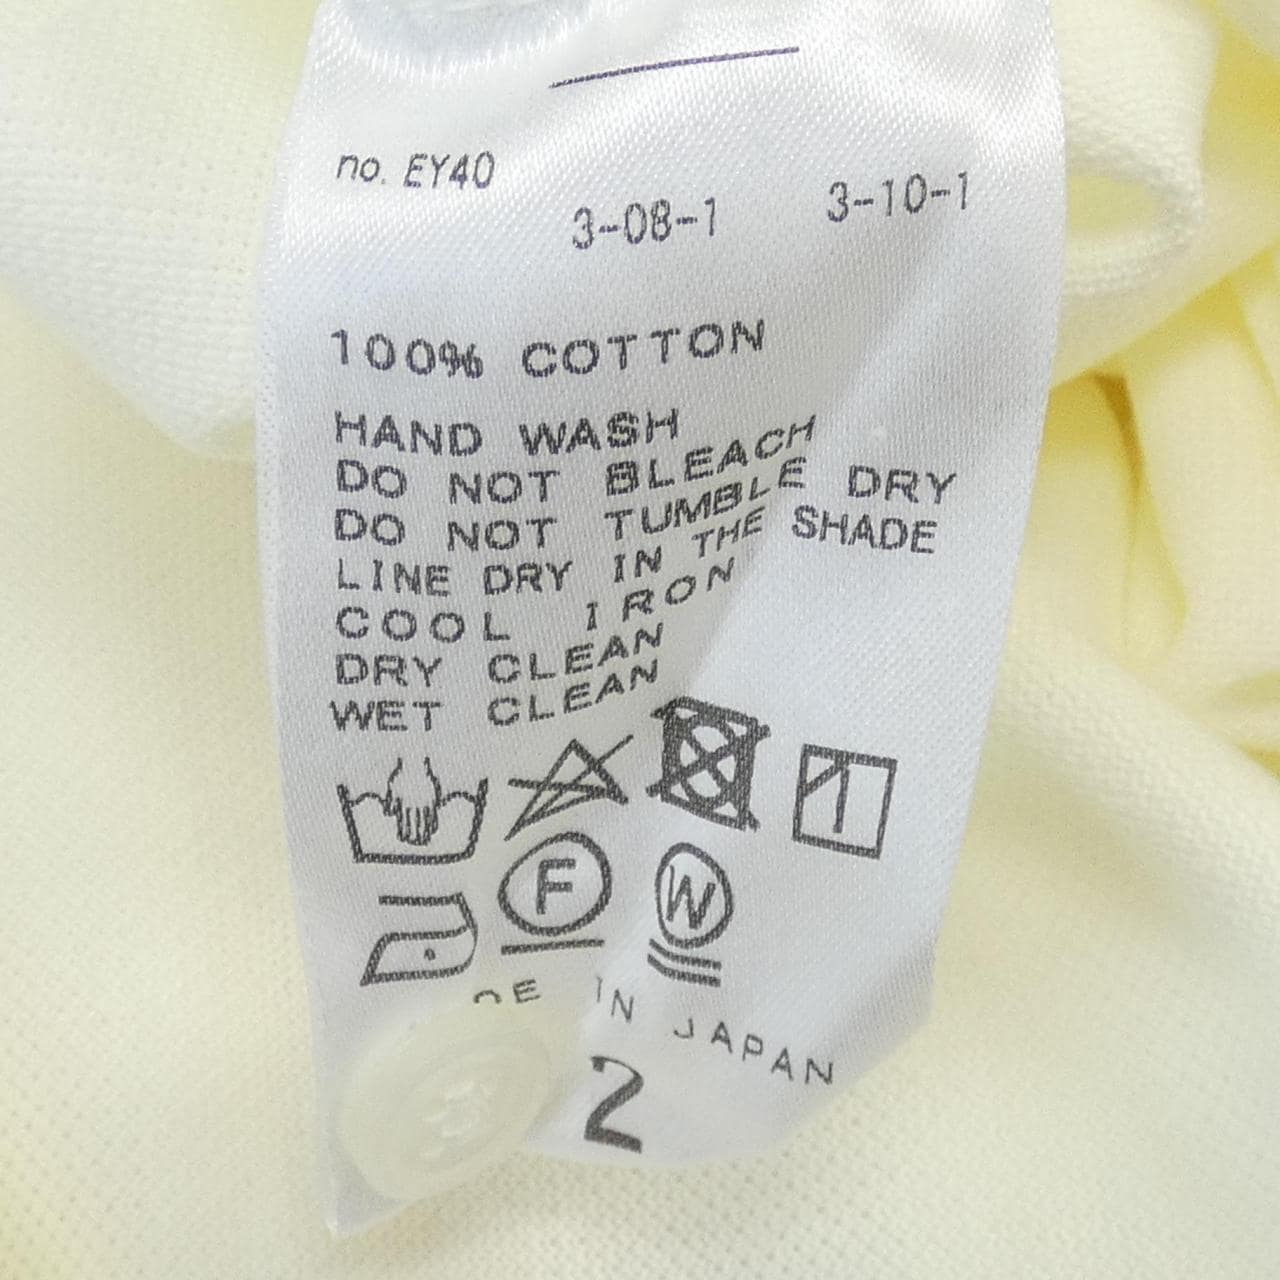 no. EY40
3-08-1 3-10-1
100% COTTON
HAND WASH
DO NOT BLEACH
DO NOT TUMBLE DRY
LINE DRY IN THE SHADE
COOL IRON
DRY CLEAN
WET CLEAN
F W
IN JAPAN
2